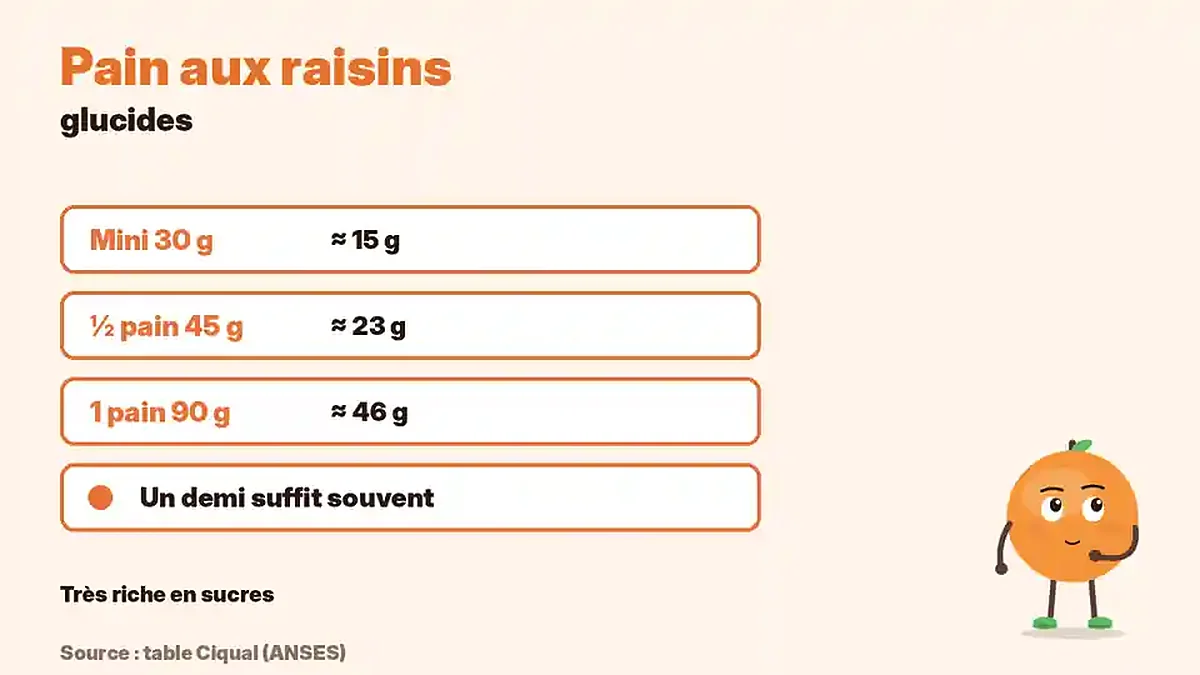 Pain aux raisins
glucides
Mini 30 g ≈ 15 g
½ pain 45 g ≈ 23 g
1 pain 90 g ≈ 46 g
Un demi suffit souvent
Très riche en sucres
Source : table Ciqual (ANSES)